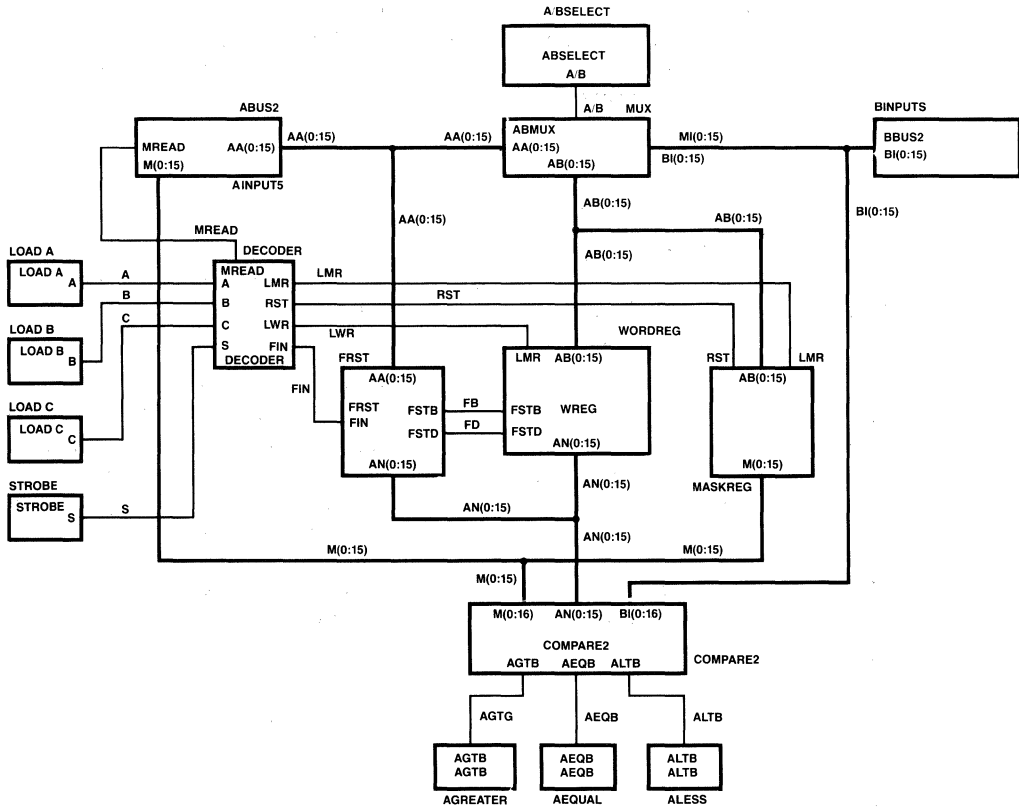 A/BSELECT
ABSELECT
A/B
ABUS2
A/B MUX
BINPUTS
MREAD
M(0:15)
AA(0:15)
AINPUT5
AA(0:15)
AA(0:15)
ABMUX
AA(0:15)
AB(0:15)
MI(0:15)
BI(0:15)
BBUS2
BI(0:15)
AA(0:15)
AB(0:15)
AB(0:15)
BI(0:15)
MREAD
AB(0:15)
LOAD A
LOAD A
A
A
DECODER
MREAD
A
LMR
B
RST
C
LWR
S
FIN
DECODER
LMR
RST
LWR
B
C
LOAD B
LOAD B
B
FIN
FRST
AA(0:15)
FRST
FIN
FSTB
FSTD
AN(0:15)
FB
FD
WORDREG
LMR
AB(0:15)
FSTB
WREG
FSTD
AN(0:15)
RST
LMR
AB(0:15)
M(0:15)
MASKREG
LOAD C
LOAD C
C
STROBE
STROBE
S
S
AN(0:15)
AN(0:15)
AN(0:15)
M(0:15)
M(0:15)
M(0:15)
M(0:16)
AN(0:15)
BI(0:16)
COMPARE2
AGTB
AEQB
ALTB
COMPARE2
AGTG
AEQB
ALTB
AGTB
AGTB
AEQB
AEQB
ALTB
ALTB
AGREATER
AEQUAL
ALESS